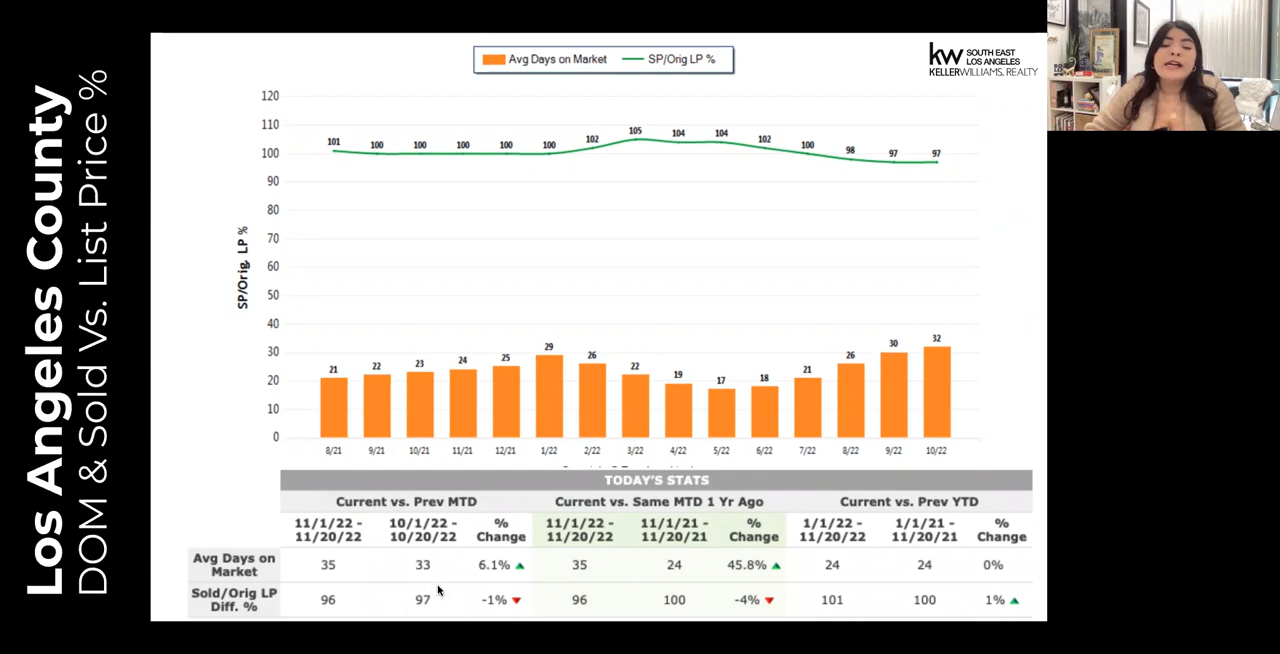 Los Angeles County
DOM & Sold Vs. List Price %
Avg Days on Market
SP/Orig LP %
kw SOUTH EAST
LOS ANGELES
KELLERWILLIAMS. REALTY
SP/Orig. LP %
120
110
100
90
80
70
60
50
40
30
20
10
0
101 100 100 100 100 100 102 105 104 104 102 100 98 97 97
21 22 23 24 25 29 26 22 19 17 18 21 26 30 32
8/21 9/21 10/21 11/21 12/21 1/22 2/22 3/22 4/22 5/22 6/22 7/22 8/22 9/22 10/22
TODAY'S STATS
Current vs. Prev MTD Current vs. Same MTD 1 Yr Ago Current vs. Prev YTD
11/1/22 - 10/1/22 - % 11/1/22 - 11/1/21 - % 1/1/22 - 1/1/21 - %
11/20/22 10/20/22 Change 11/20/22 11/20/21 Change 11/20/22 11/20/21 Change
Avg Days on
Market
35 33 6.1% 35 24 45.8% 24 24 0%
Sold/Orig LP
Diff. %
96 97 -1% 96 100 -4% 101 100 1%